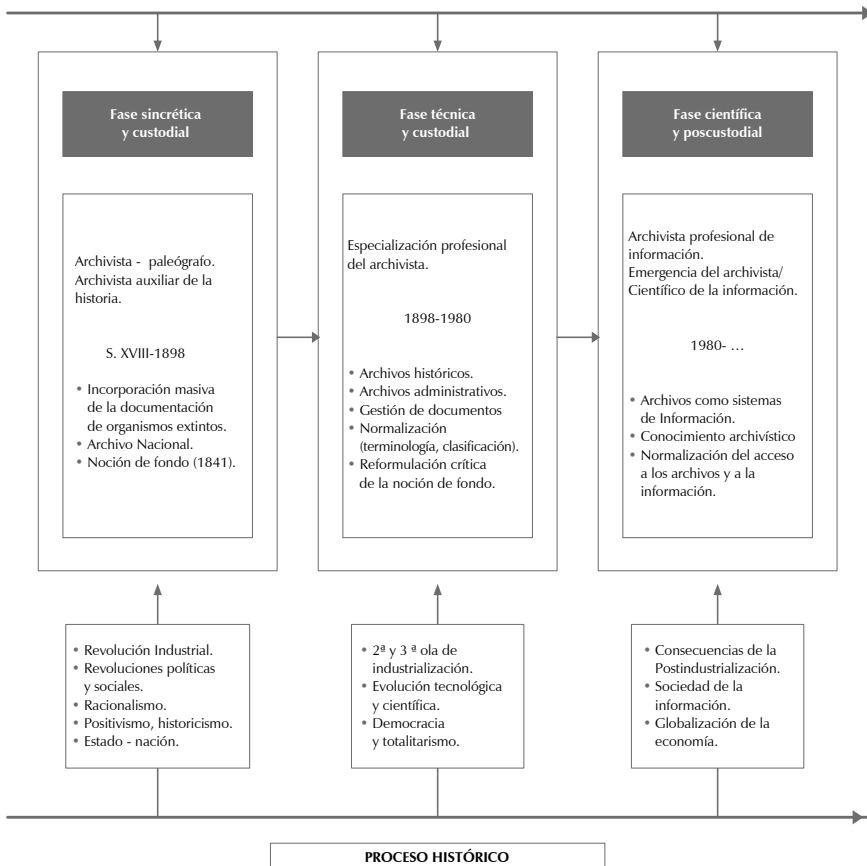 Fase sincrética
y custodial
Archivista - paleógrafo.
Archivista auxiliar de la
historia.
S. XVIII-1898
• Incorporación masiva
de la documentación
de organismos extintos.
• Archivo Nacional.
• Noción de fondo (1841).
• Revolución Industrial.
• Revoluciones políticas
y sociales.
• Racionalismo.
• Positivismo, historicismo.
• Estado - nación.
Fase técnica
y custodial
Especialización profesional
del archivista.
1898-1980
• Archivos históricos.
• Archivos administrativos.
• Gestión de documentos
• Normalización
(terminología, clasificación).
• Reformulación crítica
de la noción de fondo.
• 2ª y 3 ª ola de
industrialización.
• Evolución tecnológica
y científica.
• Democracia
y totalitarismo.
Fase científica
y poscustodial
Archivista profesional de
información.
Emergencia del archivista/
Científico de la información.
1980- ...
• Archivos como sistemas
de Información.
• Conocimiento archivístico
• Normalización del acceso
a los archivos y a la
información.
• Consecuencias de la
Postindustrialización.
• Sociedad de la
información.
• Globalización de la
economía.
PROCESO HISTÓRICO